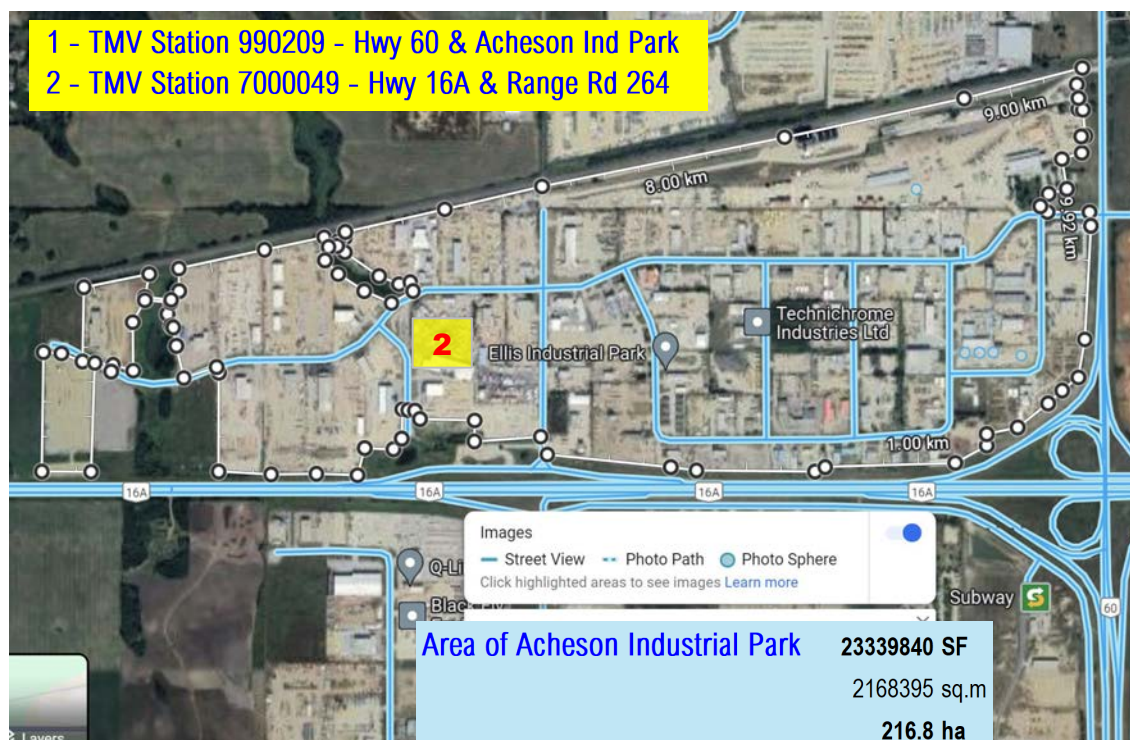 1 - TMV Station 990209 - Hwy 60 & Acheson Ind Park
2 - TMV Station 7000049 - Hwy 16A & Range Rd 264
9.00 km
8.00 km
9.92 km
Technichrome
Industries Ltd
2
Ellis Industrial Park
1.00 km
16A
16A
16A
16A
Images
Street View
Photo Path
Photo Sphere
Click highlighted areas to see images Learn more
Q-Li
Black Fly
Subway
60
Area of Acheson Industrial Park 23339840 SF
2168395 sq.m
216.8 ha
Layers